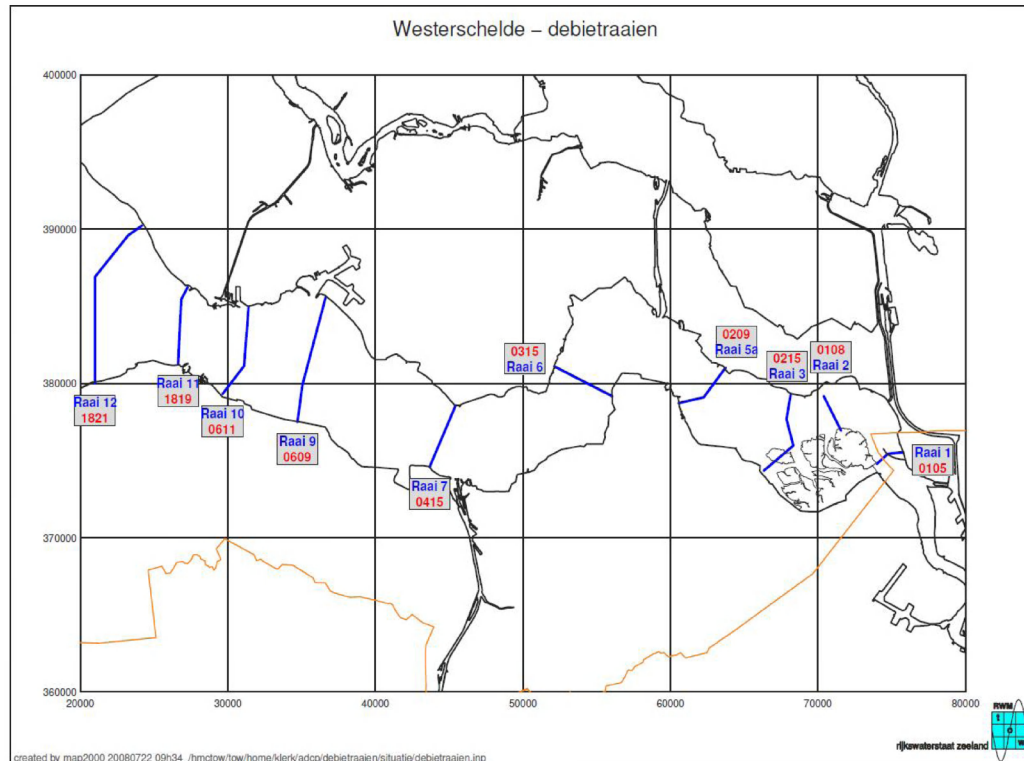 Westerschelde – debietraaien
400000
390000
380000
370000
360000
20000
30000
40000
50000
60000
70000
80000
Raai 12
1821
Raai 11
1819
Raai 10
0611
Raai 9
0609
Raai 7
0415
0315
Raai 6
0209
Raai 5a
0215
Raai 3
0108
Raai 2
Raai 1
0105
RWM
rijkswaterstaat zeeland
created by map2000 20080722 09h34 /hmctow/tow/home/klerk/adcp/debietraaien/situatie/debietraaien.inp